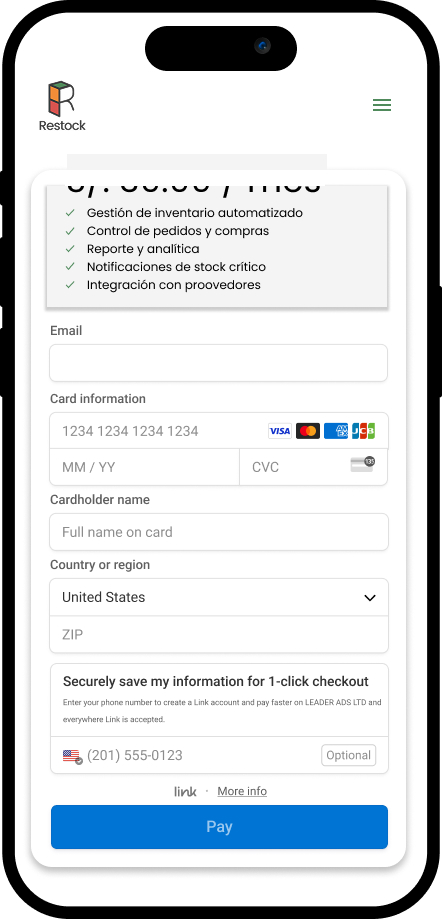 Restock
Gestión de inventario automatizado
Control de pedidos y compras
Reporte y analítica
Notificaciones de stock crítico
Integración con proovedores
Email
Card information
1234 1234 1234 1234 VISA AMEX JCB
MM / YY CVC 135
Cardholder name
Full name on card
Country or region
United States
ZIP
Securely save my information for 1-click checkout
Enter your phone number to create a Link account and pay faster on LEADER ADS LTD and
everywhere Link is accepted.
(201) 555-0123 Optional
link · More info
Pay